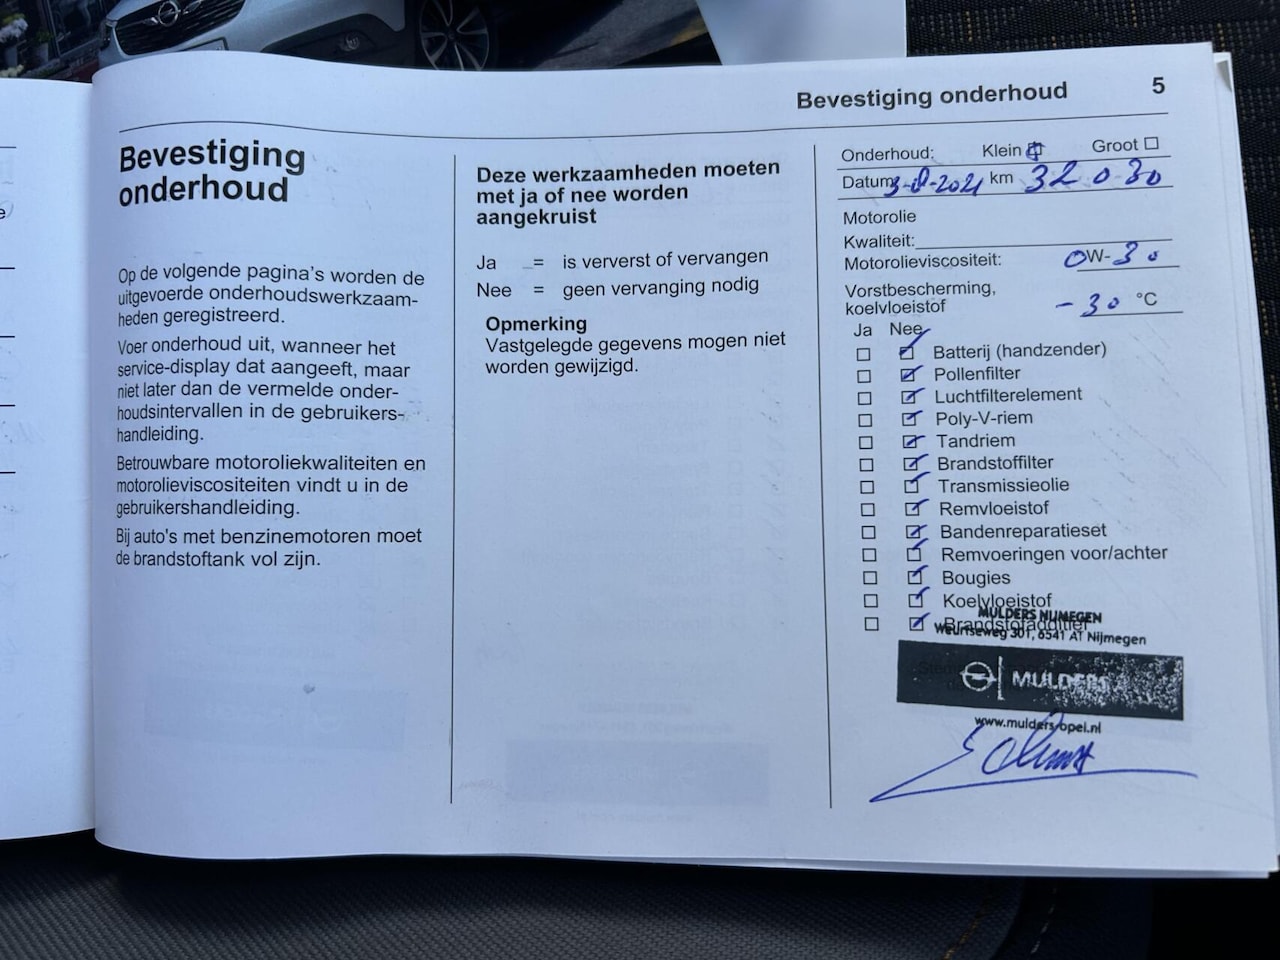 Bevestiging onderhoud 5
Bevestiging
onderhoud
Op de volgende pagina's worden de
uitgevoerde onderhoudswerkzaam-
heden geregistreerd.
Voer onderhoud uit, wanneer het
service-display dat aangeeft, maar
niet later dan de vermelde onder-
houdsintervallen in de gebruikers-
handleiding.
Betrouwbare motoroliekwaliteiten en
motorolieviscositeiten vindt u in de
gebruikershandleiding.
Bij auto's met benzinemotoren moet
de brandstoftank vol zijn.
Deze werkzaamheden moeten
met ja of nee worden
aangekruist
Ja = is ververst of vervangen
Nee = geen vervanging nodig
Opmerking
Vastgelegde gegevens mogen niet
worden gewijzigd.
Onderhoud: Klein Groot
Datum km 32030
Motorolie
Kwaliteit:
Motorolieviscositeit: 0W-30
Vorstbescherming,
koelvloeistof -30 °C
Ja Nee
Batterij (handzender)
Pollenfilter
Luchtfilterelement
Poly-V-riem
Tandriem
Brandstoffilter
Transmissieolie
Remvloeistof
Bandenreparatieset
Remvoeringen voor/achter
Bougies
Koelvloeistof
Brandstofadditief
MULDERS NIJMEGEN
Weurtseweg 301, 6541 AT Nijmegen
MULDERS
www.mulders-opel.nl